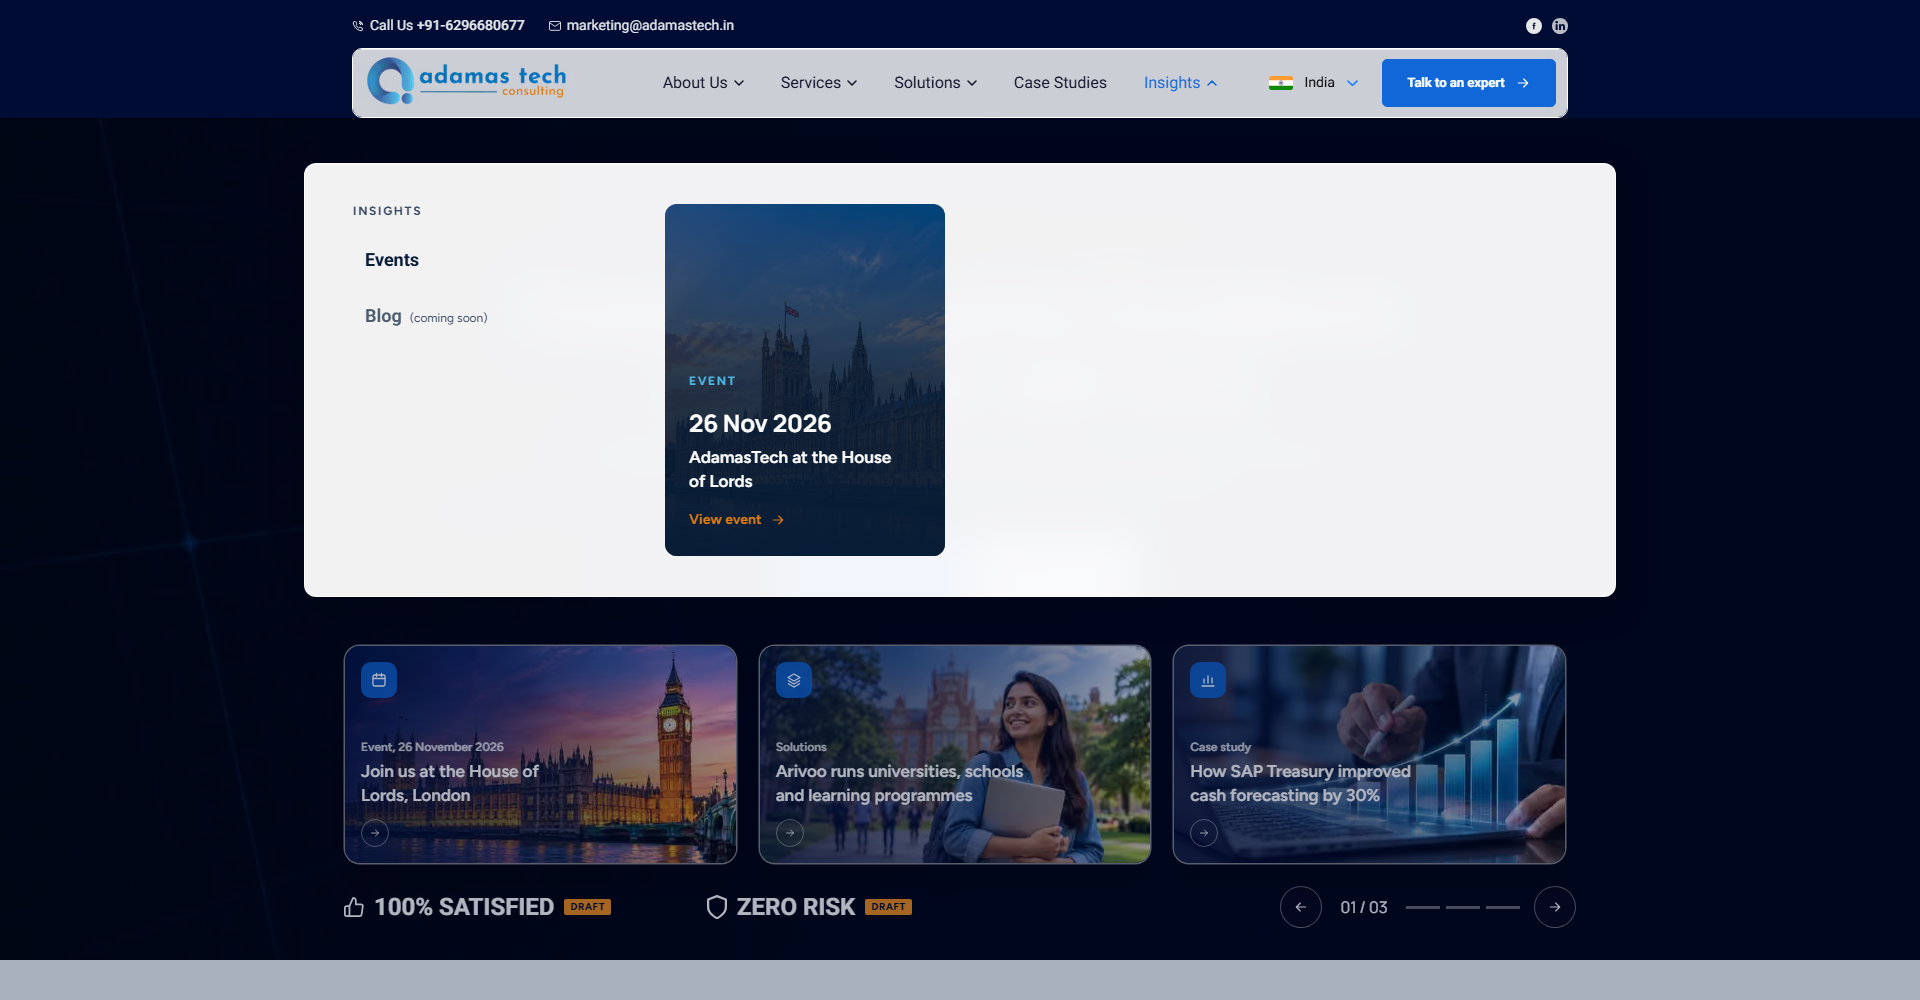 Call Us +91-6296680677
marketing@adamastech.in
adamas tech
consulting
About Us
Services
Solutions
Case Studies
Insights
India
Talk to an expert
INSIGHTS
Events
Blog (coming soon)
EVENT
26 Nov 2026
AdamasTech at the House
of Lords
View event
Event, 26 November 2026
Join us at the House of
Lords, London
Solutions
Arivoo runs universities, schools
and learning programmes
Case study
How SAP Treasury improved
cash forecasting by 30%
100% SATISFIED DRAFT
ZERO RISK DRAFT
01 / 03